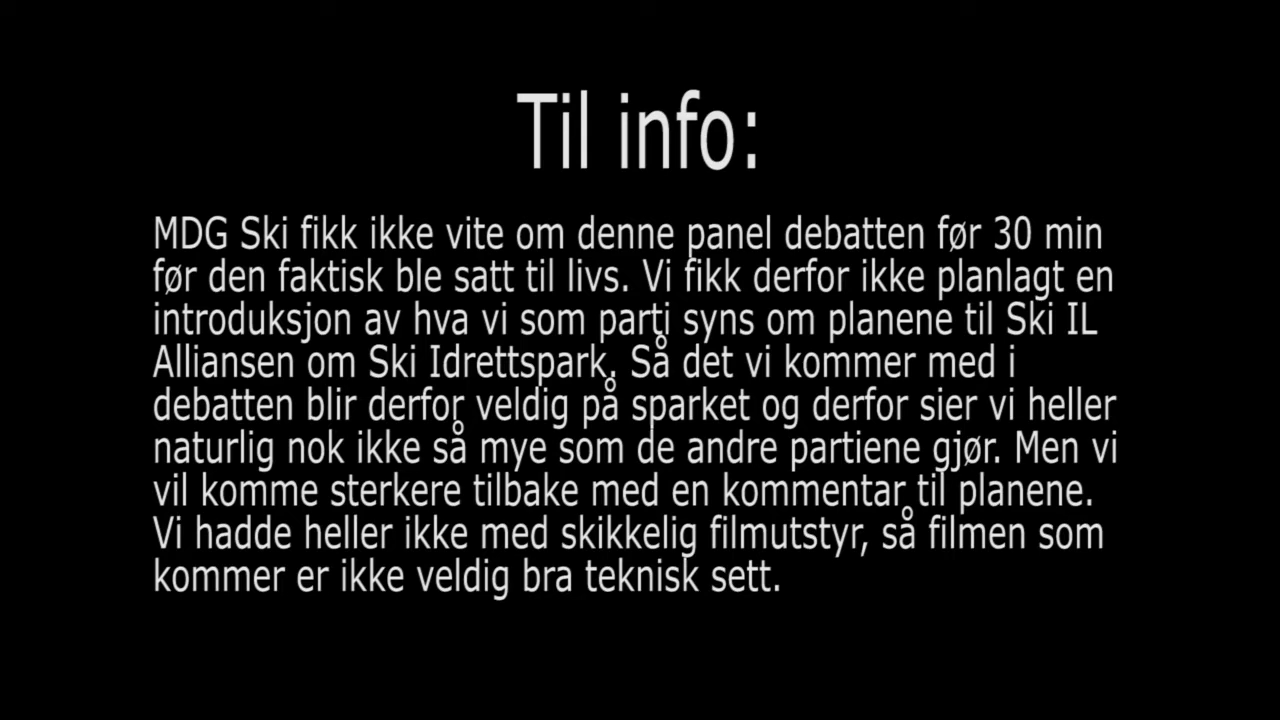 Til info:
MDG Ski fikk ikke vite om denne panel debatten før 30 min
før den faktisk ble satt til livs. Vi fikk derfor ikke planlagt en
introduksjon av hva vi som parti syns om planene til Ski IL
Alliansen om Ski Idrettspark. Så det vi kommer med i
debatten blir derfor veldig på sparket og derfor sier vi heller
naturlig nok ikke så mye som de andre partiene gjør. Men vi
vil komme sterkere tilbake med en kommentar til planene.
Vi hadde heller ikke med skikkelig filmutstyr, så filmen som
kommer er ikke veldig bra teknisk sett.